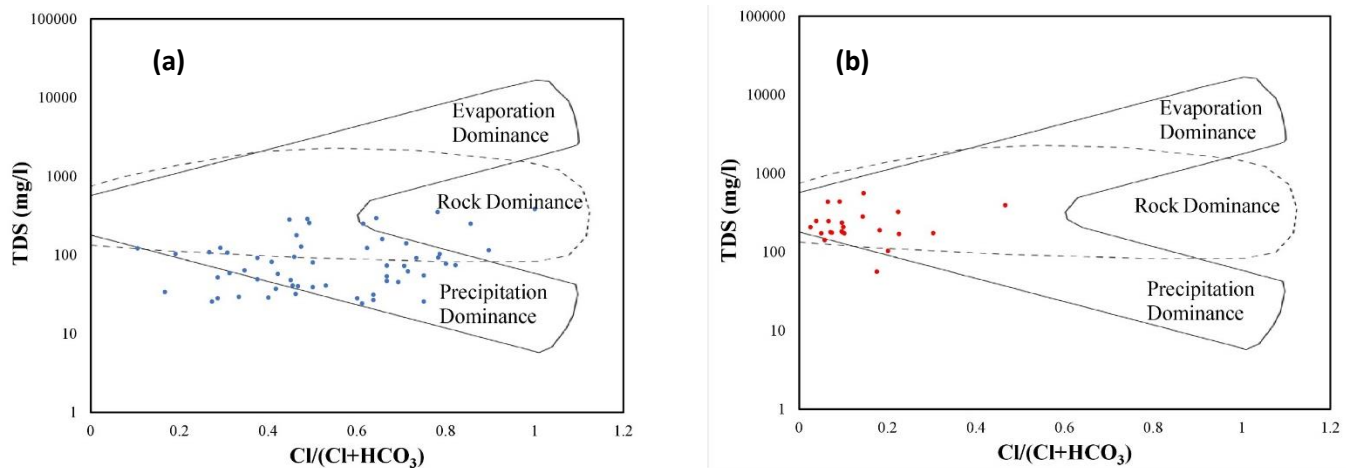 (a)
100000
10000
1000
100
10
1
TDS (mg/l)
Evaporation
Dominance
Rock Dominance
Precipitation
Dominance
0
0.2
0.4
0.6
0.8
1
1.2
Cl/(Cl+HCO₃)
(b)
100000
10000
1000
100
10
1
TDS (mg/l)
Evaporation
Dominance
Rock Dominance
Precipitation
Dominance
0
0.2
0.4
0.6
0.8
1
1.2
Cl/(Cl+HCO₃)